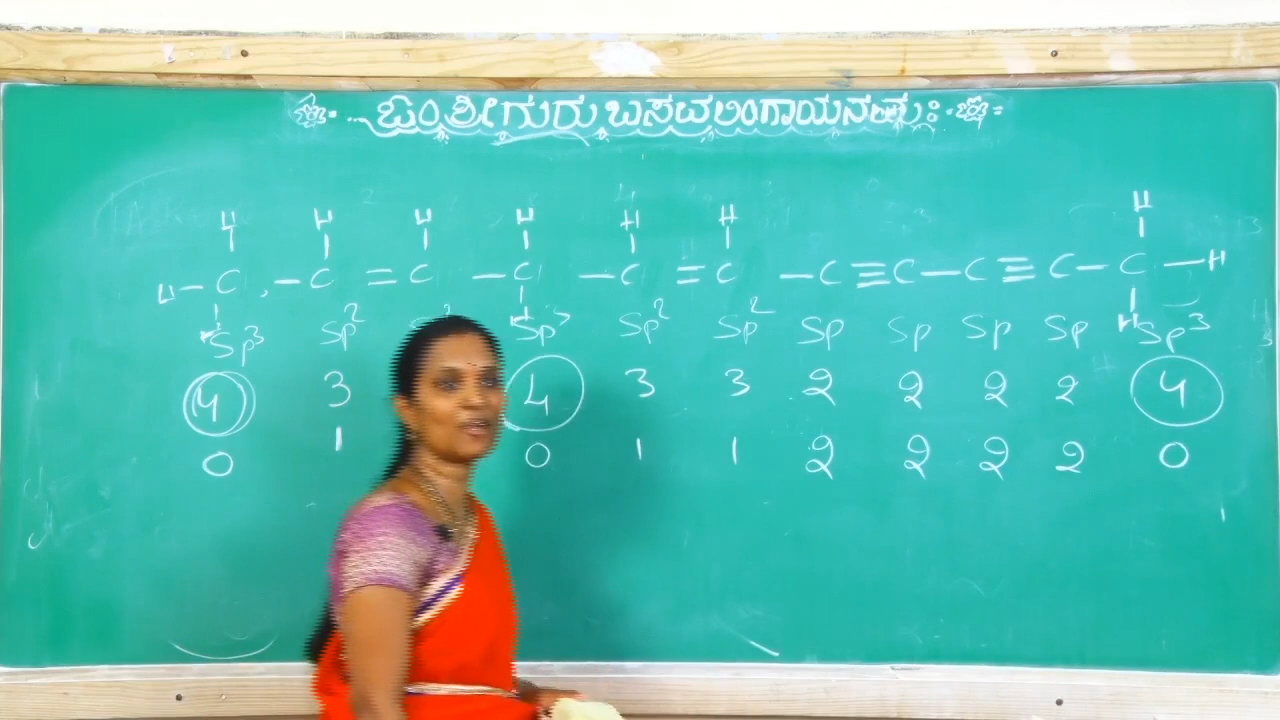 ಓಂ ಶ್ರೀ ಗುರು ಬಸವಲಿಂಗಾಯ ನಮಃ
H H H H H H H
H – C – C = C – C – C = C – C ≡ C – C ≡ C – C – H
H H
Sp³ Sp² Sp³ Sp² Sp² Sp Sp Sp Sp Sp³
4 3 4 3 3 2 2 2 2 4
0 1 0 1 1 2 2 2 2 0